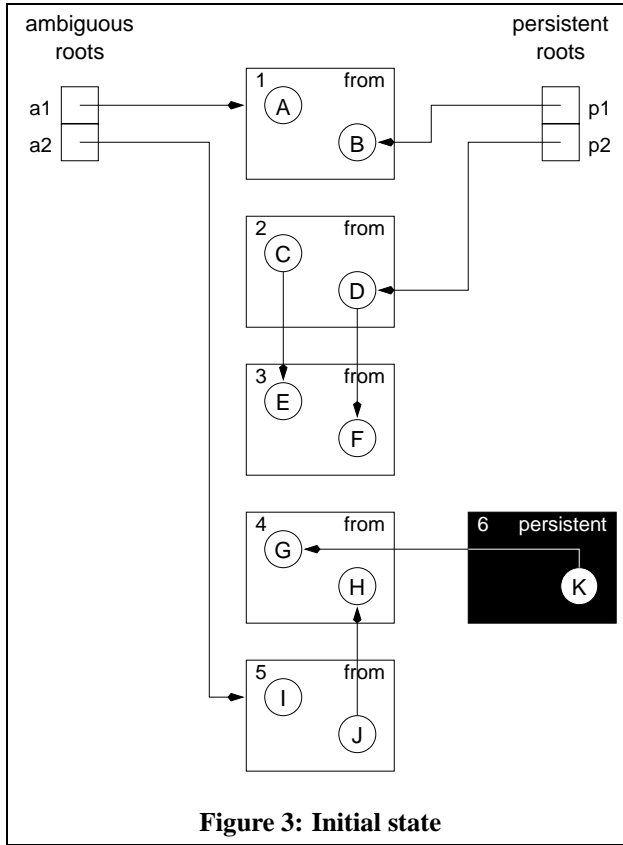 ambiguous
roots
persistent
roots
a1
a2
p1
p2
1 from
A
B
2 from
C
D
3 from
E
F
4 from
G
H
6 persistent
K
5 from
I
J
Figure 3: Initial state